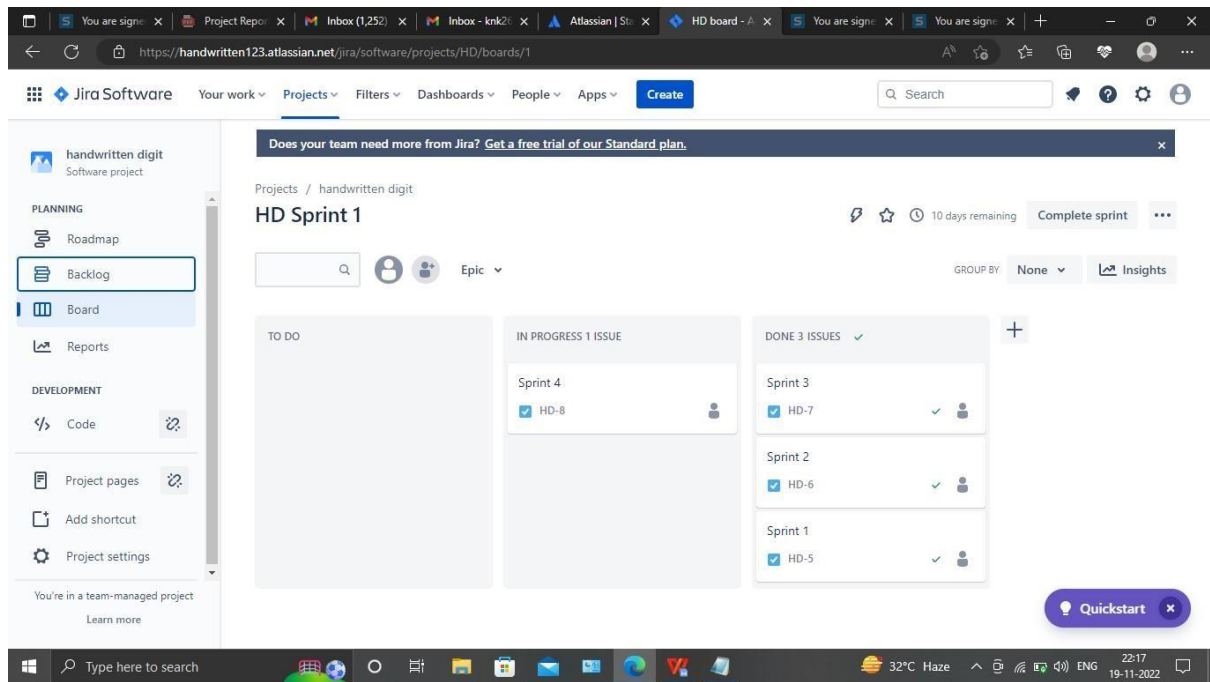 You are signe
Project Repor
Inbox (1,252)
Inbox - knk2
Atlassian | Sta
HD board - A
You are signe
You are signe
https://handwritten123.atlassian.net/jira/software/projects/HD/boards/1
Jira Software
Your work
Projects
Filters
Dashboards
People
Apps
Create
Search
Does your team need more from Jira? Get a free trial of our Standard plan.
handwritten digit
Software project
PLANNING
Roadmap
Backlog
Board
Reports
DEVELOPMENT
Code
Project pages
Add shortcut
Project settings
You're in a team-managed project
Learn more
Projects / handwritten digit
HD Sprint 1
10 days remaining
Complete sprint
Epic
GROUP BY
None
Insights
TO DO
IN PROGRESS 1 ISSUE
Sprint 4
HD-8
DONE 3 ISSUES
Sprint 3
HD-7
Sprint 2
HD-6
Sprint 1
HD-5
Quickstart
Type here to search
32°C Haze
ENG
22:17
19-11-2022